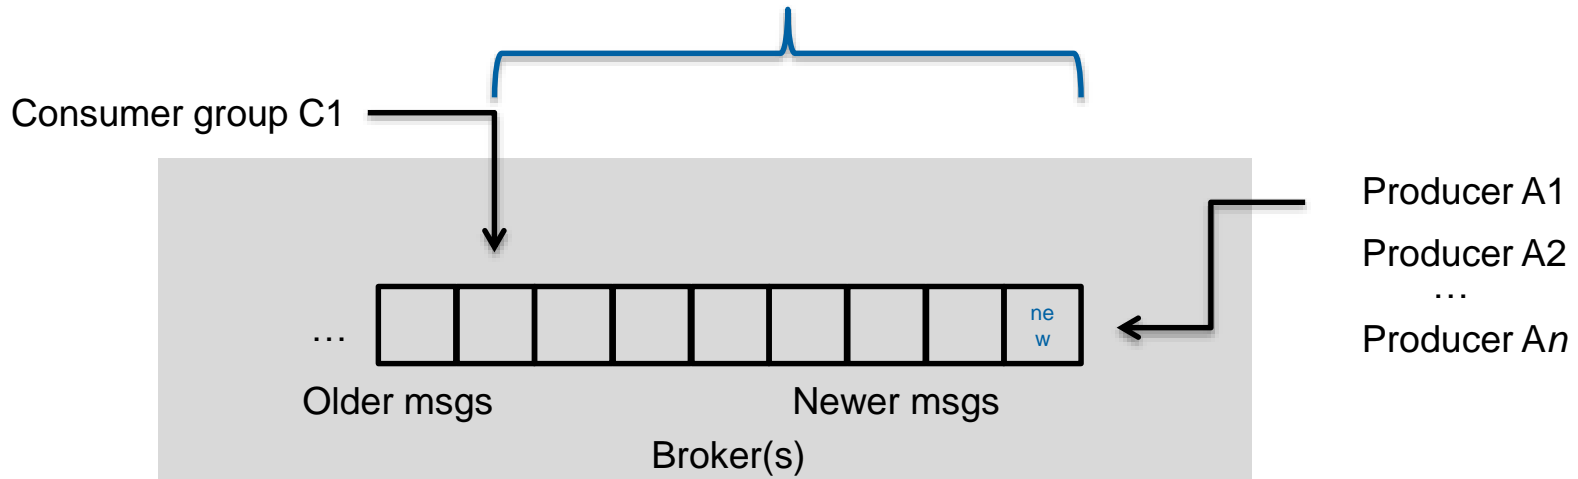 Consumer group C1
Producer A1
Producer A2
…
Producer An
ne
w
…
Older msgs
Newer msgs
Broker(s)